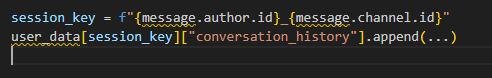 session_key = f"{message.author.id}_{message.channel.id}"
user_data[session_key]["conversation_history"].append(...)